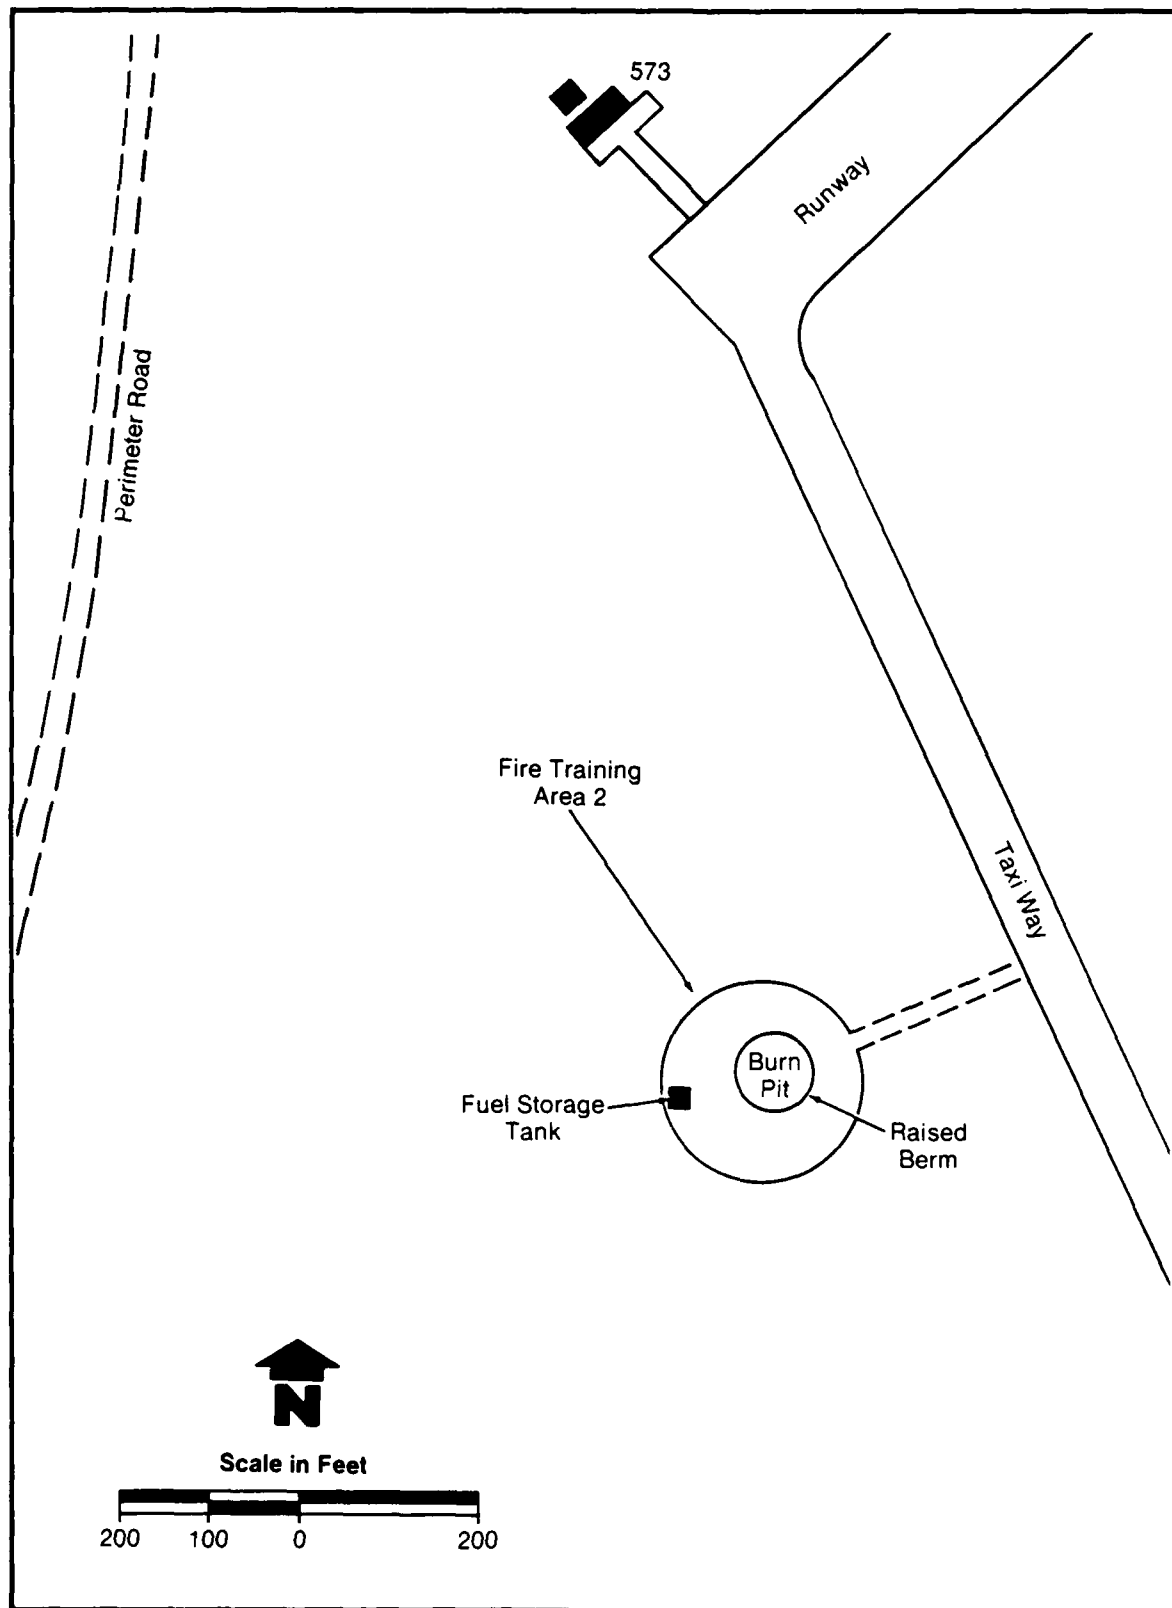 573
Runway
Perimeter Road
Fire Training
Area 2
Taxi Way
Burn
Pit
Fuel Storage
Tank
Raised
Berm
N
Scale in Feet
200 100 0 200